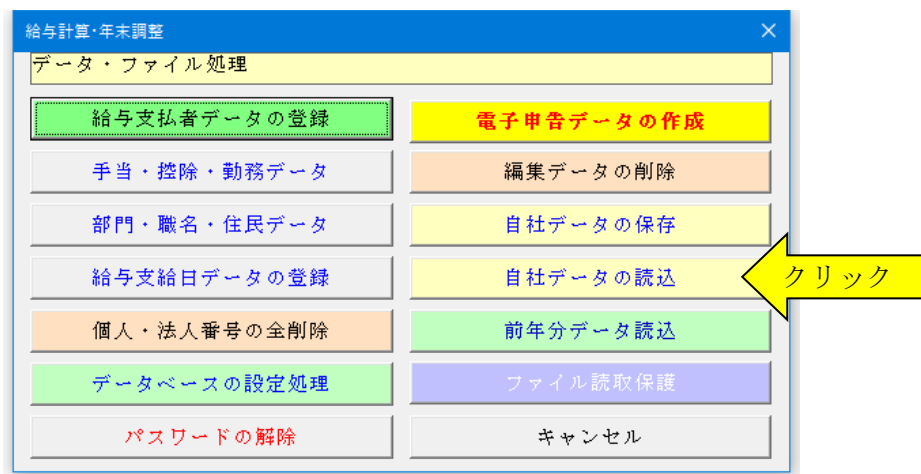 給与計算・年末調整
データ・ファイル処理
給与支払者データの登録
電子申告データの作成
手当・控除・勤務データ
編集データの削除
部門・職名・住民データ
自社データの保存
給与支給日データの登録
自社データの読込
クリック
個人・法人番号の全削除
前年分データ読込
データベースの設定処理
ファイル読取保護
パスワードの解除
キャンセル